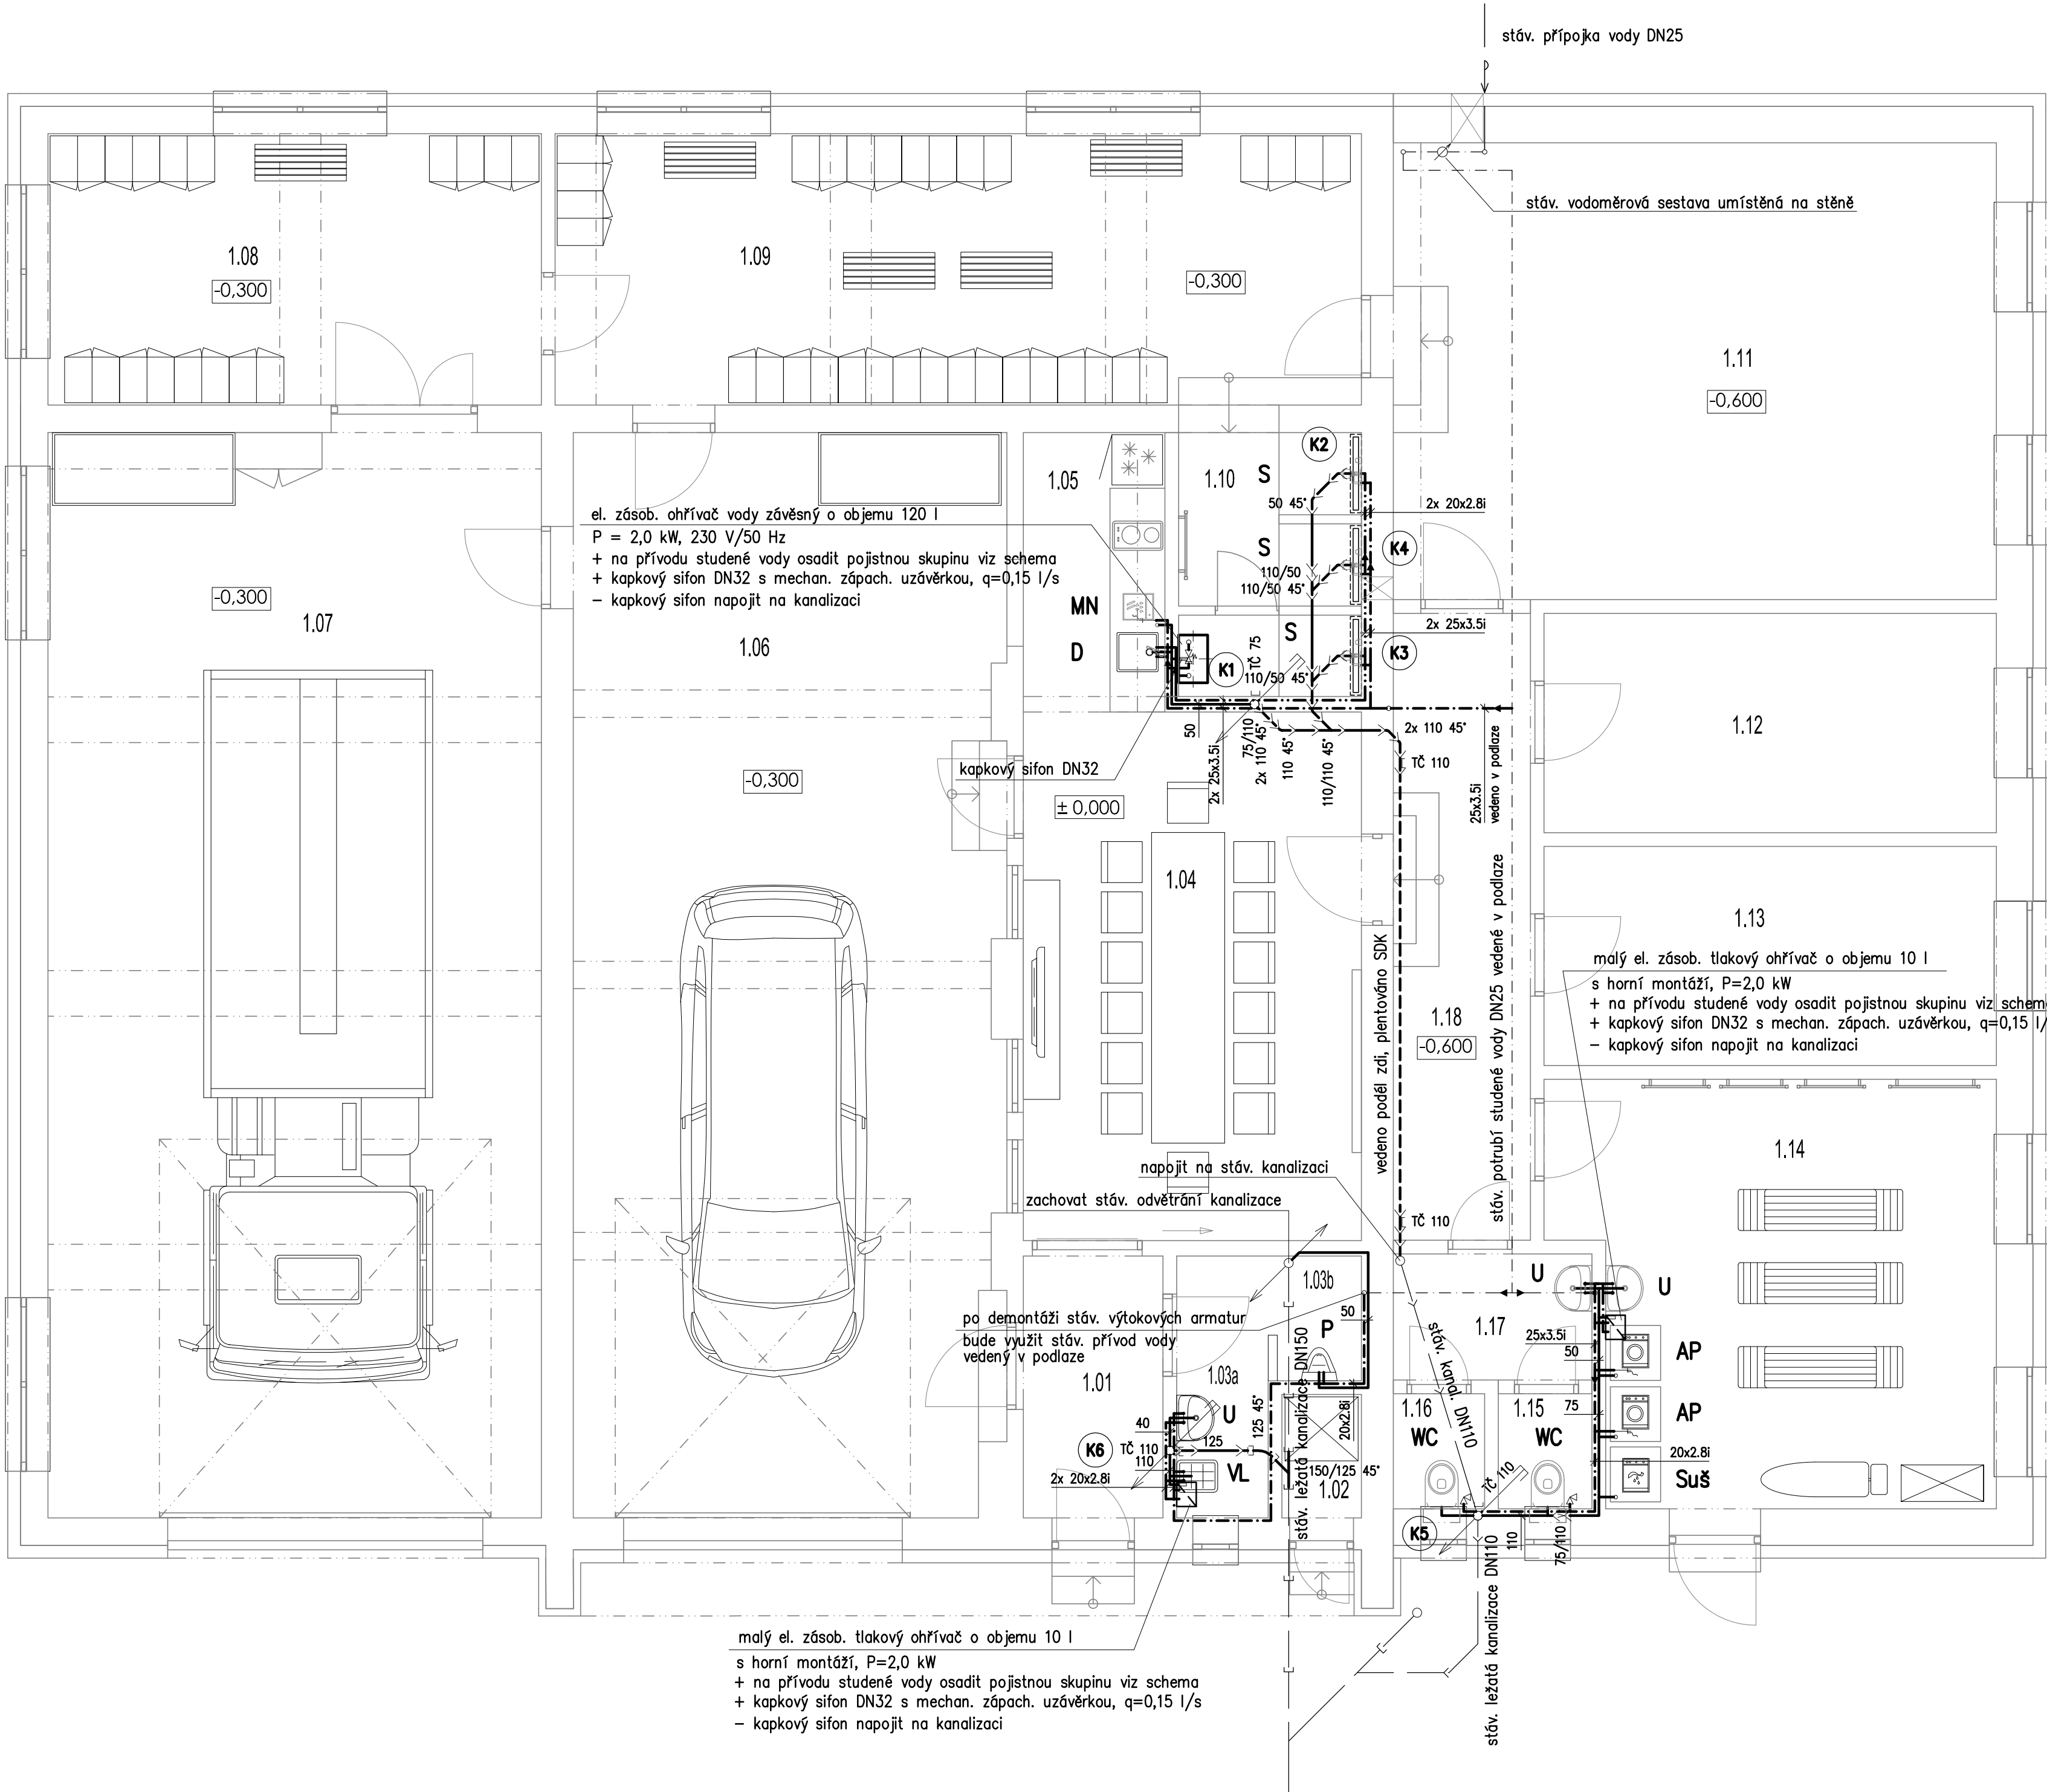 stáv. přípojka vody DN25
stáv. vodoměrová sestava umístěná na stěně
1.08
-0,300
1.09
-0,300
1.11
-0,600
K2
1.05
1.10
S
50 45°
2x 20x2.8i
el. zásob. ohřívač vody závěsný o objemu 120 l
P = 2,0 kW, 230 V/50 Hz
+ na přívodu studené vody osadit pojistnou skupinu viz schema
+ kapkový sifon DN32 s mechan. zápach. uzávěrkou, q=0,15 l/s
– kapkový sifon napojit na kanalizaci
S
K4
110/50
110/50 45°
-0,300
1.07
MN
1.06
D
S
2x 25x3.5i
K3
K1
TČ 75
110/50 45°
50
2x 25x3.5i
75/110
2x 110 45°
110 45°
110/110 45°
2x 110 45°
TČ 110
25x3.5i
vedeno v podlaze
1.12
kapkový sifon DN32
-0,300
± 0,000
1.04
1.13
vedeno podél zdi, plentováno SDK
stáv. potrubí studené vody DN25 vedené v podlaze
malý el. zásob. tlakový ohřívač o objemu 10 l
s horní montáží, P=2,0 kW
+ na přívodu studené vody osadit pojistnou skupinu viz schem
+ kapkový sifon DN32 s mechan. zápach. uzávěrkou, q=0,15 l/
– kapkový sifon napojit na kanalizaci
1.18
-0,600
1.14
napojit na stáv. kanalizaci
zachovat stáv. odvětrání kanalizace
TČ 110
1.03b
U
U
po demontáži stáv. výtokových armatur
bude využit stáv. přívod vody
vedený v podlaze
50
P
stáv. kanal. DN110
1.17
25x3.5i
50
AP
1.01
1.03a
stáv. ležatá kanalizace DN150
20x2.8i
1.16
WC
1.15
WC
75
AP
40
U
125 45°
125
K6
TČ 110
110
VL
2x 20x2.8i
150/125 45°
1.02
TČ 110
20x2.8i
Suš
K5
110
75/110
stáv. ležatá kanalizace DN110
malý el. zásob. tlakový ohřívač o objemu 10 l
s horní montáží, P=2,0 kW
+ na přívodu studené vody osadit pojistnou skupinu viz schema
+ kapkový sifon DN32 s mechan. zápach. uzávěrkou, q=0,15 l/s
– kapkový sifon napojit na kanalizaci